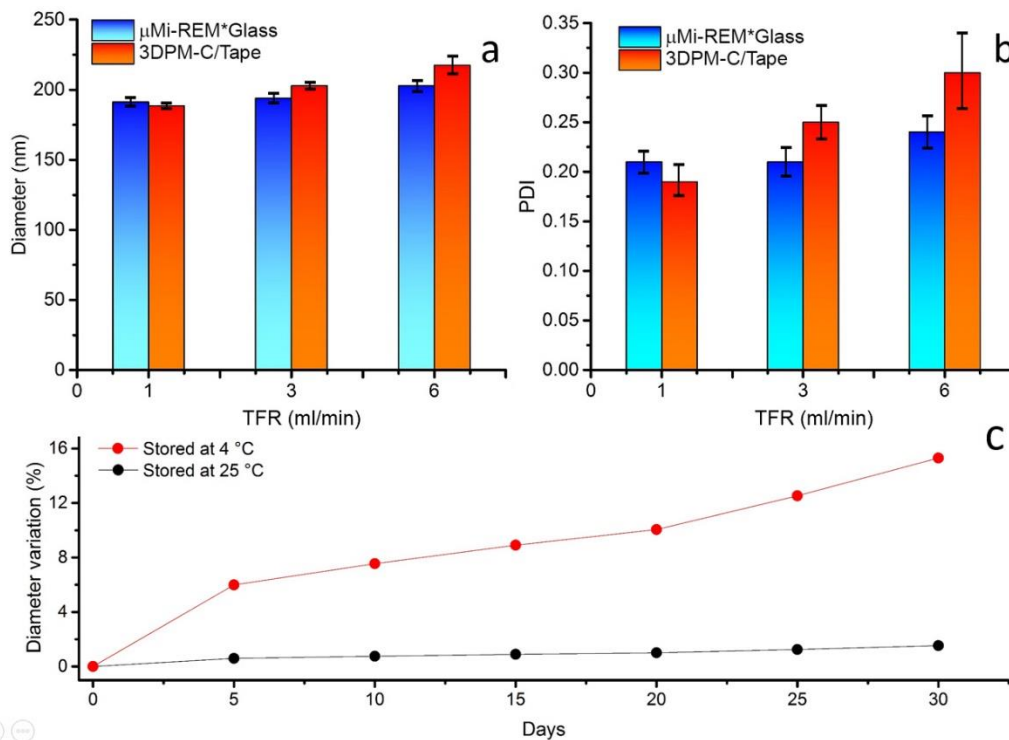 μMi-REM*Glass
3DPM-C/Tape
a
250
200
150
100
50
0
Diameter (nm)
0 1 3 6
TFR (ml/min)
μMi-REM*Glass
3DPM-C/Tape
b
0.35
0.30
0.25
0.20
0.15
0.10
0.05
0.00
PDI
0 1 3 6
TFR (ml/min)
Stored at 4 °C
Stored at 25 °C
c
16
12
8
4
0
Diameter variation (%)
0 5 10 15 20 25 30
Days